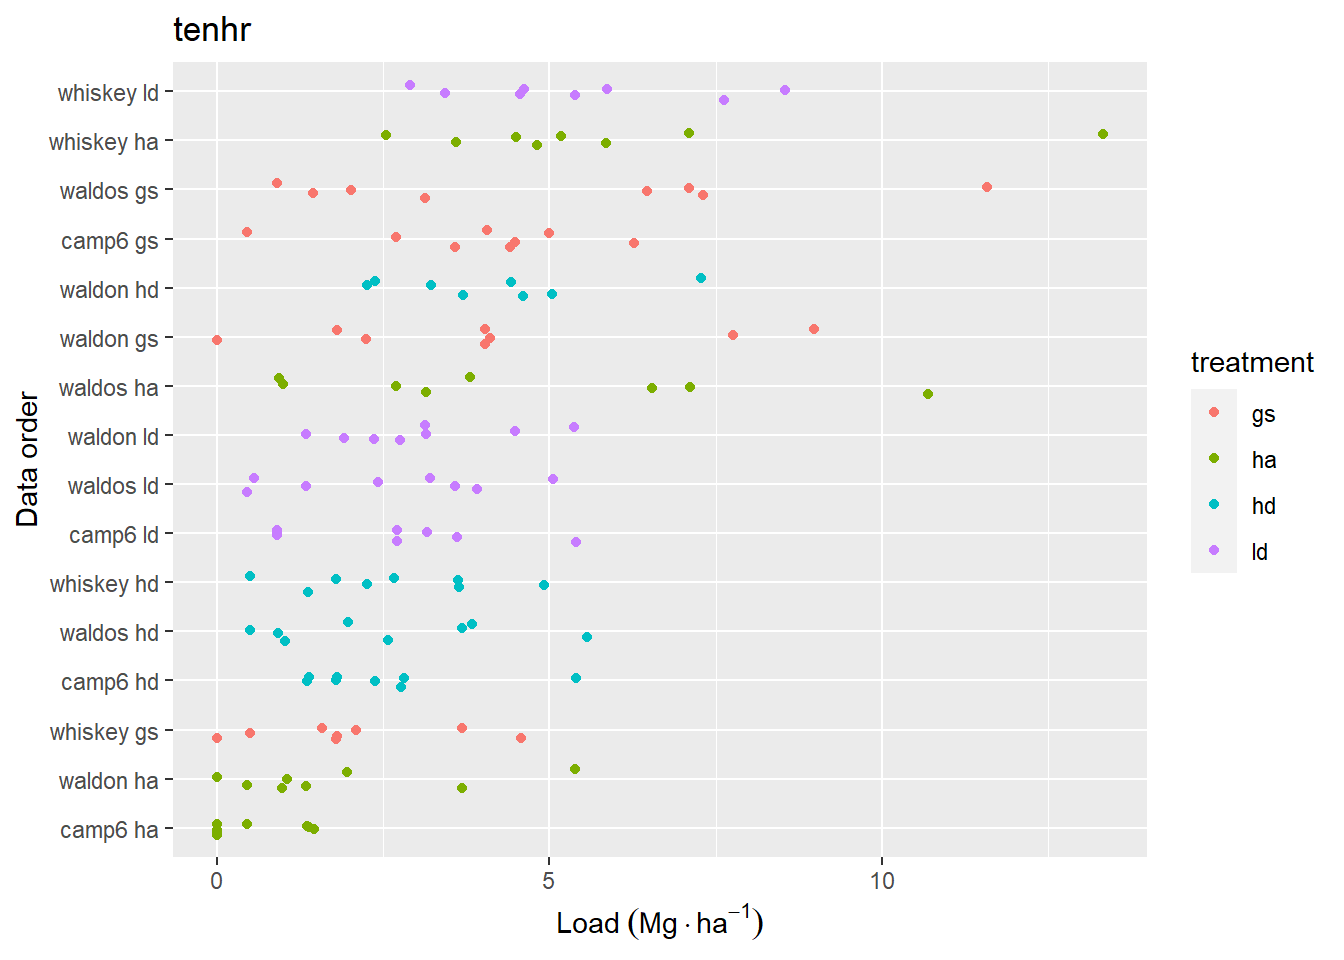 tenhr
whiskey ld
whiskey ha
waldos gs
camp6 gs
waldon hd
waldon gs
waldos ha
waldon ld
waldos ld
camp6 ld
whiskey hd
waldos hd
camp6 hd
whiskey gs
waldon ha
camp6 ha
Data order
0 5 10
Load (Mg · ha⁻¹)
treatment
gs
ha
hd
ld